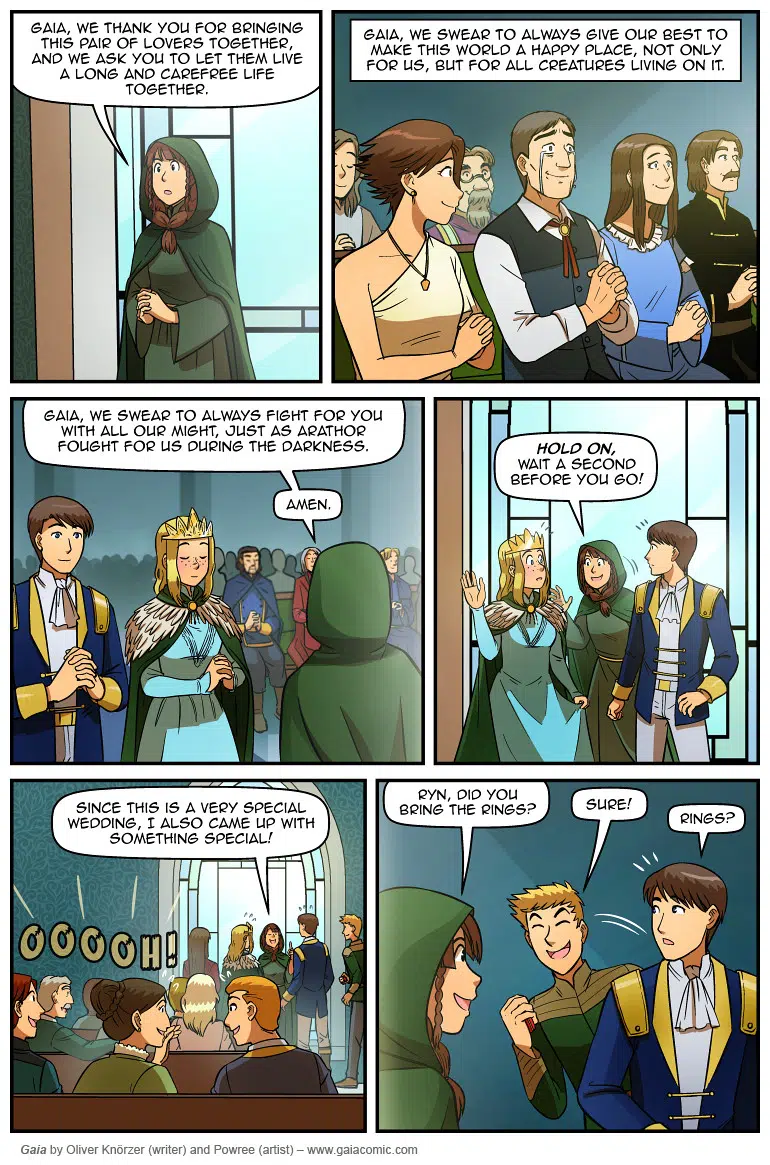 GAIA, WE THANK YOU FOR BRINGING
THIS PAIR OF LOVERS TOGETHER,
AND WE ASK YOU TO LET THEM LIVE
A LONG AND CAREFREE LIFE
TOGETHER.
GAIA, WE SWEAR TO ALWAYS GIVE OUR BEST TO
MAKE THIS WORLD A HAPPY PLACE, NOT ONLY
FOR US, BUT FOR ALL CREATURES LIVING ON IT.
GAIA, WE SWEAR TO ALWAYS FIGHT FOR YOU
WITH ALL OUR MIGHT, JUST AS ARATHOR
FOUGHT FOR US DURING THE DARKNESS.
AMEN.
HOLD ON,
WAIT A SECOND
BEFORE YOU GO!
SINCE THIS IS A VERY SPECIAL
WEDDING, I ALSO CAME UP WITH
SOMETHING SPECIAL!
OOOOH!
RYN, DID YOU
BRING THE RINGS?
SURE!
RINGS?
Gaia by Oliver Knörzer (writer) and Powree (artist) – www.gaiacomic.com